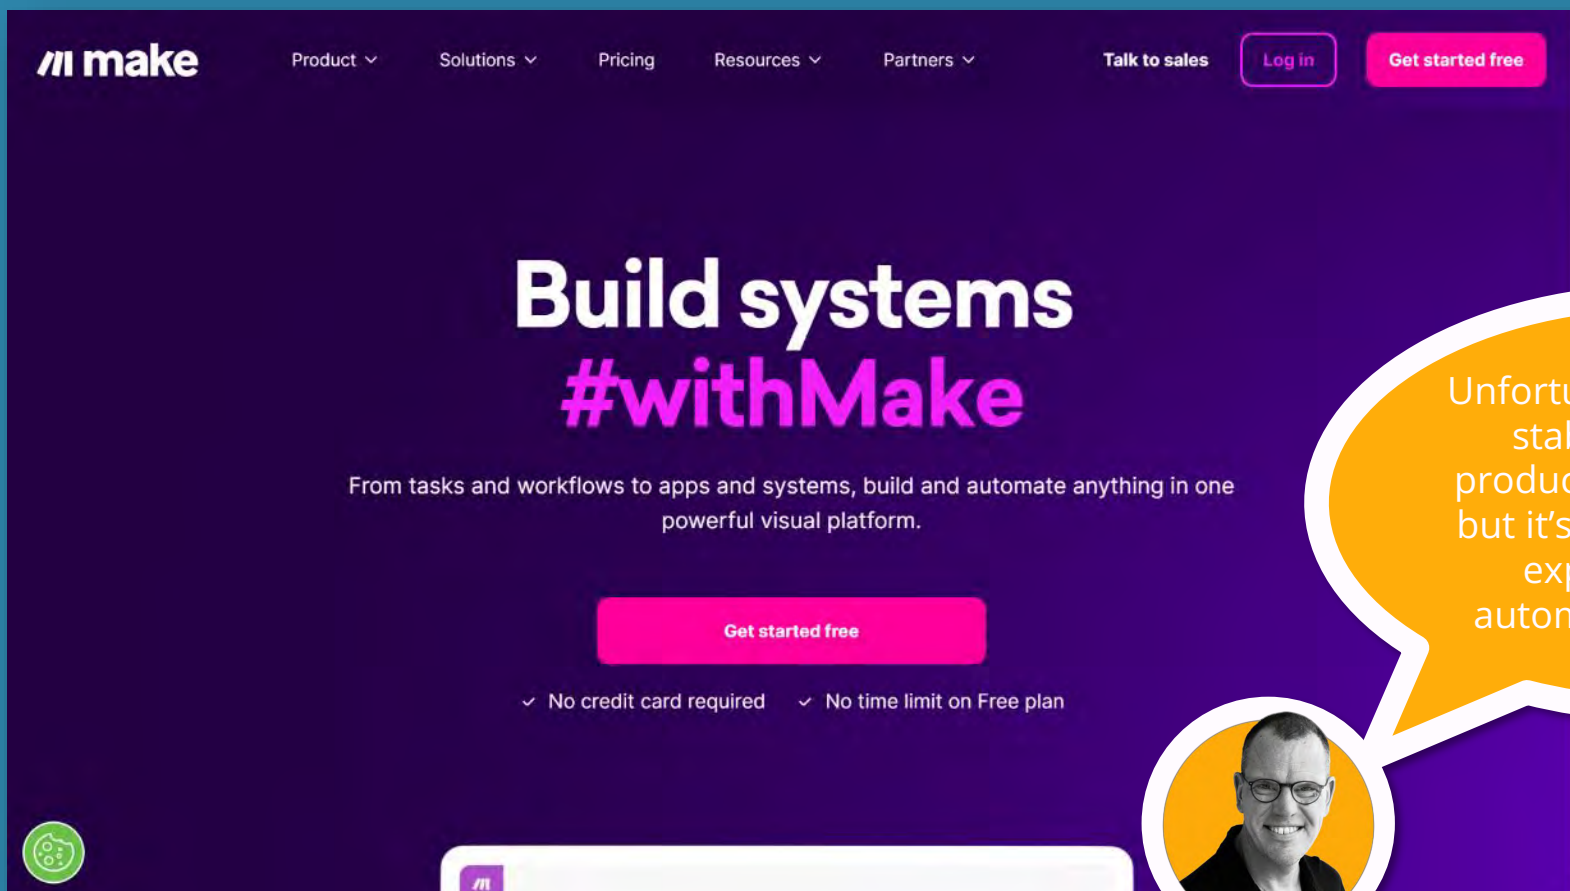 make
Product
Solutions
Pricing
Resources
Partners
Talk to sales
Log in
Get started free
Build systems
#withMake
From tasks and workflows to apps and systems, build and automate anything in one
powerful visual platform.
Get started free
No credit card required
No time limit on Free plan
but it's